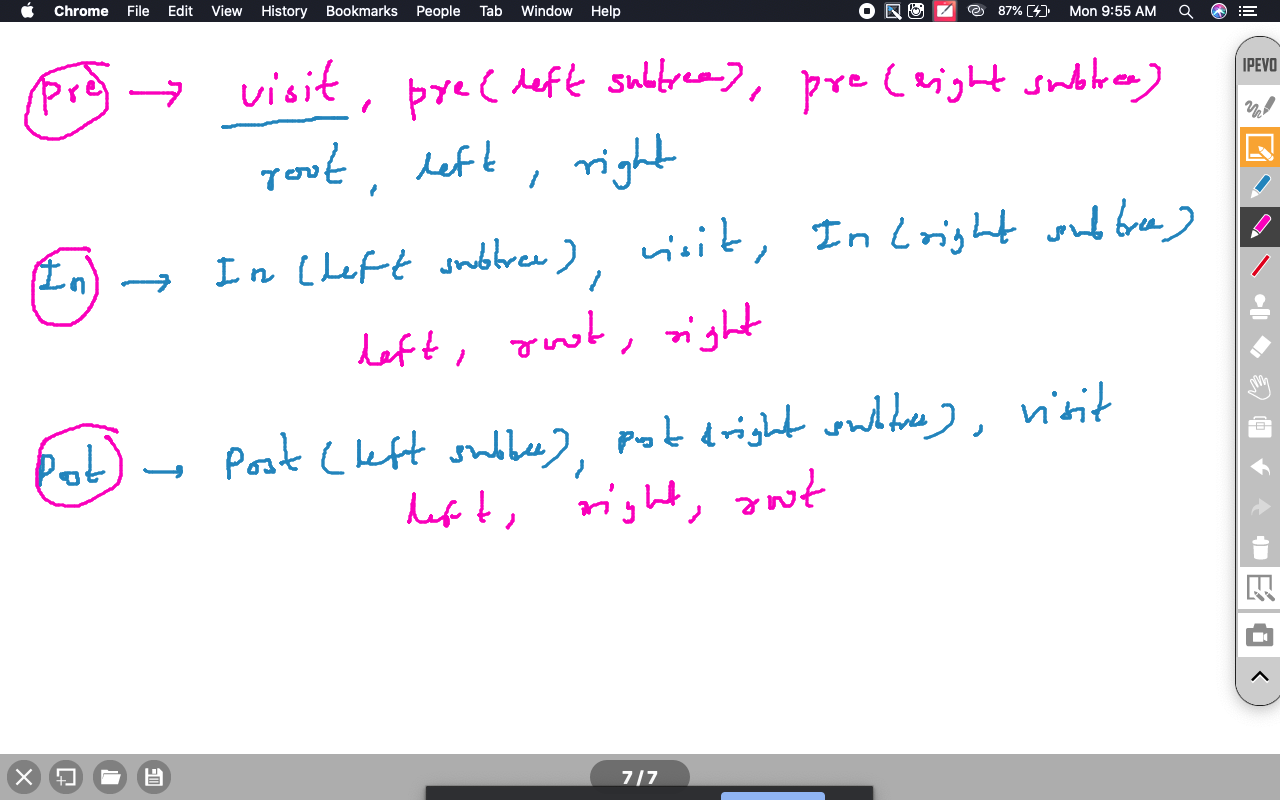 Chrome File Edit View History Bookmarks People Tab Window Help 87% Mon 9:55 AM
IPEVO
Pre → visit, pre(left subtree), pre(right subtree)
root, left, right
In → In (left subtree), visit, In (right subtree)
left, root, right
Post → Post (left subtree), post (right subtree), visit
left, right, root
7/7